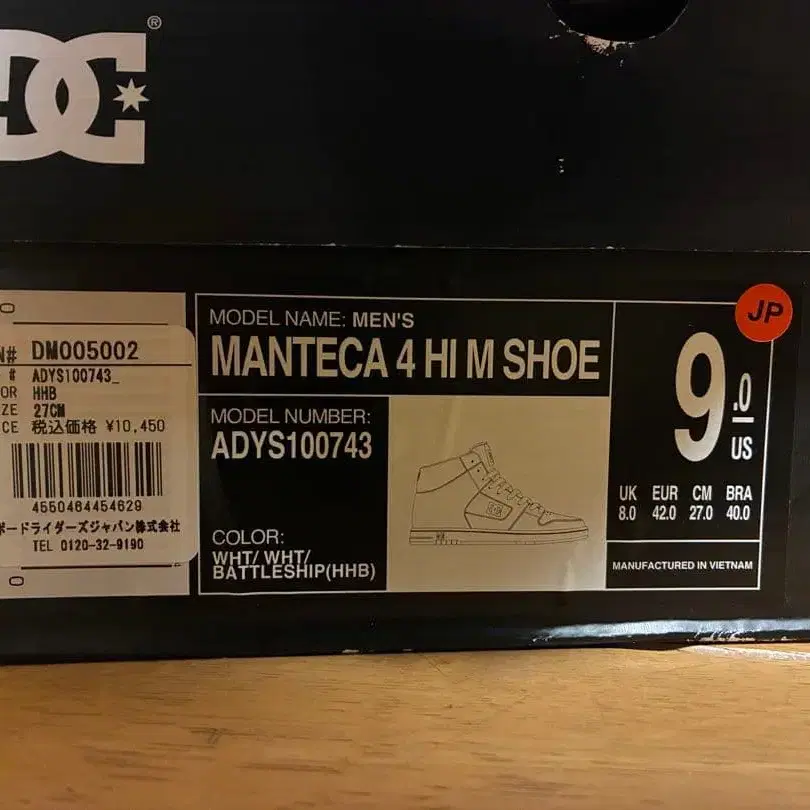 DC®
JP
MODEL NAME: MEN'S
MANTECA 4 HI M SHOE
MODEL NUMBER:
ADYS100743
COLOR:
WHT/ WHT/
BATTLESHIP(HHB)
9.0
US
UK EUR CM BRA
8.0 42.0 27.0 40.0
MANUFACTURED IN VIETNAM
# DM005002
# ADYS100743_
OR HHB
ZE 27CM
CE 税込価格 ¥10,450
4550464454629
ボードライダーズジャパン株式会社
TEL 0120-32-9190